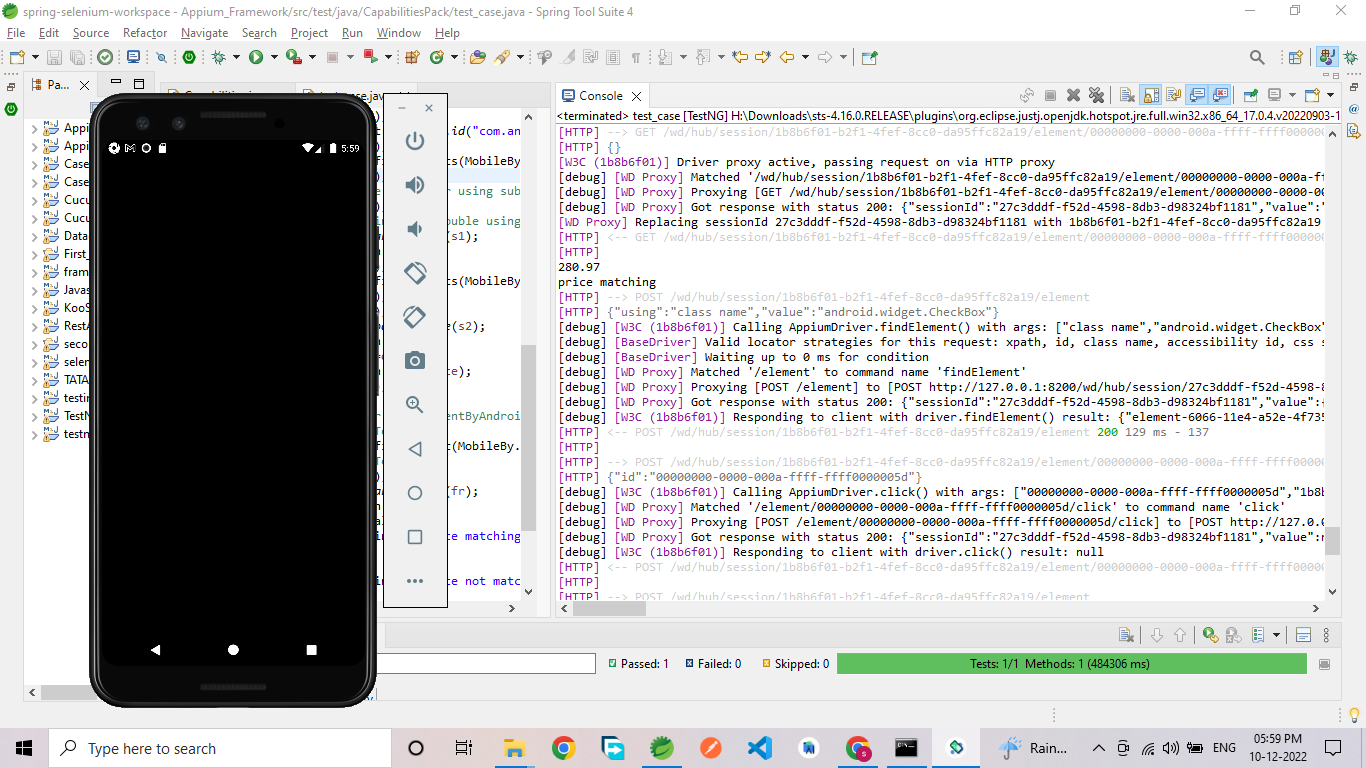 spring-selenium-workspace - Appium_Framework/src/test/java/CapabilitiesPack/test_case.java - Spring Tool Suite 4
File Edit Source Refactor Navigate Search Project Run Window Help
Pa...
Console
<terminated> test_case [TestNG] H:\Downloads\sts-4.16.0.RELEASE\plugins\org.eclipse.justj.openjdk.hotspot.jre.full.win32.x86_64_17.0.4.v20220903-1
5:59
Appi
Appi
Case
Case
Cucu
Cucu
Data
First_
fram
Javas
KooS
RestA
seco
selen
TATA
testin
TestN
testn
.id("com.an
ts(MobileBy
r using sub
uble using
(s1);
ts(MobileBy
e(s2);
te);
entByAndroi
t(MobileBy.
(fr);
te matching
te not matc
[HTTP] --> GET /wd/hub/session/1b8b6f01-b2f1-4fef-8cc0-da95ffc82a19/element/00000000-0000-000a-ffff-ffff000000
[HTTP] {}
[W3C (1b8b6f01)] Driver proxy active, passing request on via HTTP proxy
[debug] [WD Proxy] Matched '/wd/hub/session/1b8b6f01-b2f1-4fef-8cc0-da95ffc82a19/element/00000000-0000-000a-ff
[debug] [WD Proxy] Proxying [GET /wd/hub/session/1b8b6f01-b2f1-4fef-8cc0-da95ffc82a19/element/00000000-0000-00
[debug] [WD Proxy] Got response with status 200: {"sessionId":"27c3dddf-f52d-4598-8db3-d98324bf1181","value":"
[WD Proxy] Replacing sessionId 27c3dddf-f52d-4598-8db3-d98324bf1181 with 1b8b6f01-b2f1-4fef-8cc0-da95ffc82a19
[HTTP] <-- GET /wd/hub/session/1b8b6f01-b2f1-4fef-8cc0-da95ffc82a19/element/00000000-0000-000a-ffff-ffff000000
[HTTP]
280.97
price matching
[HTTP] --> POST /wd/hub/session/1b8b6f01-b2f1-4fef-8cc0-da95ffc82a19/element
[HTTP] {"using":"class name","value":"android.widget.CheckBox"}
[debug] [W3C (1b8b6f01)] Calling AppiumDriver.findElement() with args: ["class name","android.widget.CheckBox"
[debug] [BaseDriver] Valid locator strategies for this request: xpath, id, class name, accessibility id, css s
[debug] [BaseDriver] Waiting up to 0 ms for condition
[debug] [WD Proxy] Matched '/element' to command name 'findElement'
[debug] [WD Proxy] Proxying [POST /element] to [POST http://127.0.0.1:8200/wd/hub/session/27c3dddf-f52d-4598-8
[debug] [WD Proxy] Got response with status 200: {"sessionId":"27c3dddf-f52d-4598-8db3-d98324bf1181","value":{
[debug] [W3C (1b8b6f01)] Responding to client with driver.findElement() result: {"element-6066-11e4-a52e-4f735
[HTTP] <-- POST /wd/hub/session/1b8b6f01-b2f1-4fef-8cc0-da95ffc82a19/element 200 129 ms - 137
[HTTP]
[HTTP] --> POST /wd/hub/session/1b8b6f01-b2f1-4fef-8cc0-da95ffc82a19/element/00000000-0000-000a-ffff-ffff00000
[HTTP] {"id":"00000000-0000-000a-ffff-ffff0000005d"}
[debug] [W3C (1b8b6f01)] Calling AppiumDriver.click() with args: ["00000000-0000-000a-ffff-ffff0000005d","1b8b
[debug] [WD Proxy] Matched '/element/00000000-0000-000a-ffff-ffff0000005d/click' to command name 'click'
[debug] [WD Proxy] Proxying [POST /element/00000000-0000-000a-ffff-ffff0000005d/click] to [POST http://127.0.0
[debug] [WD Proxy] Got response with status 200: {"sessionId":"27c3dddf-f52d-4598-8db3-d98324bf1181","value":n
[debug] [W3C (1b8b6f01)] Responding to client with driver.click() result: null
[HTTP] <-- POST /wd/hub/session/1b8b6f01-b2f1-4fef-8cc0-da95ffc82a19/element/00000000-0000-000a-ffff-ffff00000
[HTTP]
[HTTP] --> POST /wd/hub/session/1b8b6f01-b2f1-4fef-8cc0-da95ffc82a19/element
Passed: 1 Failed: 0 Skipped: 0 Tests: 1/1 Methods: 1 (484306 ms)
Type here to search
Rain...
ENG
05:59 PM
10-12-2022